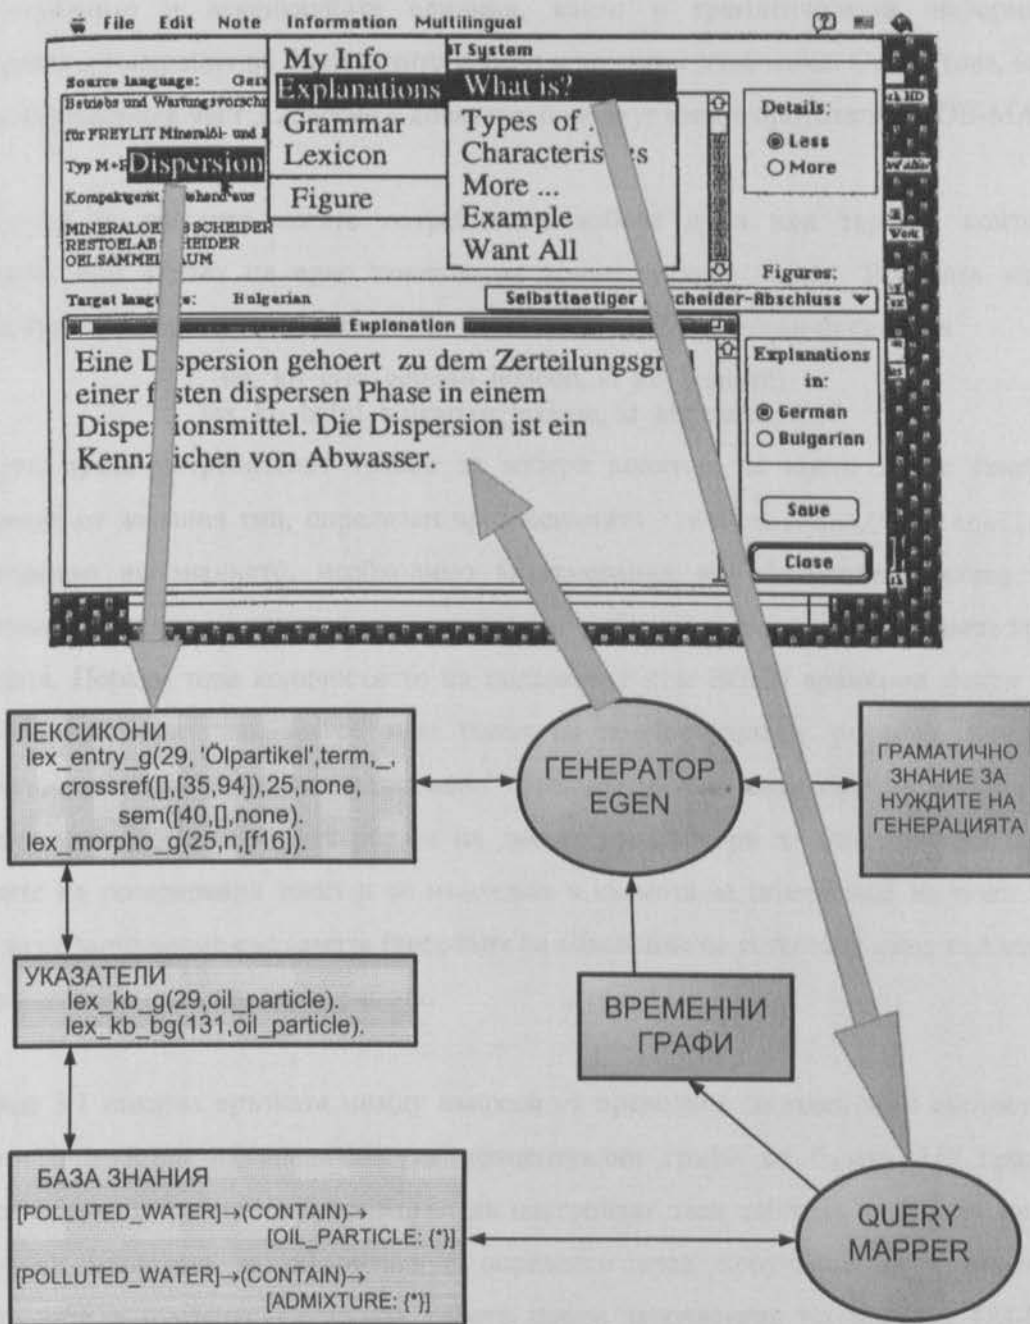 File Edit Note Information Multilingual
My Info
Explanations
Grammar
Lexicon
Figure
MT System
What is?
Types of .
Characteristics
More ...
Example
Want All
Source language:
Betriebs und Wartungsvorschr
für FREYLIT Mineralöl- und
Typ M+R
Dispersion
Kompaktgerät
MINERALOE
RESTOELAB
OELSAMMEL
Details:
Less
More
Figures:
Target language: Bulgarian
Selbsttaetiger Abscheider-Abschluss
Explanation
Eine Dispersion gehoert zu dem Zerteilungsgrad
einer festen dispersen Phase in einem
Dispersionsmittel. Die Dispersion ist ein
Kennzeichen von Abwasser.
Explanations
in:
German
Bulgarian
Save
Close
ЛЕКСИКОНИ
lex_entry_g(29, 'Ölpartikel',term,_,
crossref([],[35,94]),25,none,
sem([40,[],none).
lex_morpho_g(25,n,[ff16]).
ГЕНЕРАТОР
EGEN
ГРАМАТИЧНО
ЗНАНИЕ ЗА
НУЖДИТЕ НА
ГЕНЕРАЦИЯТА
УКАЗАТЕЛИ
lex_kb_g(29,oil_particle).
lex_kb_bg(131,oil_particle).
ВРЕМЕННИ
ГРАФИ
БАЗА ЗНАНИЯ
[POLLUTED_WATER]→(CONTAIN)→
[OIL_PARTICLE: {*}]
[POLLUTED_WATER]→(CONTAIN)→
[ADMIXTURE: {*}]
QUERY
MAPPER